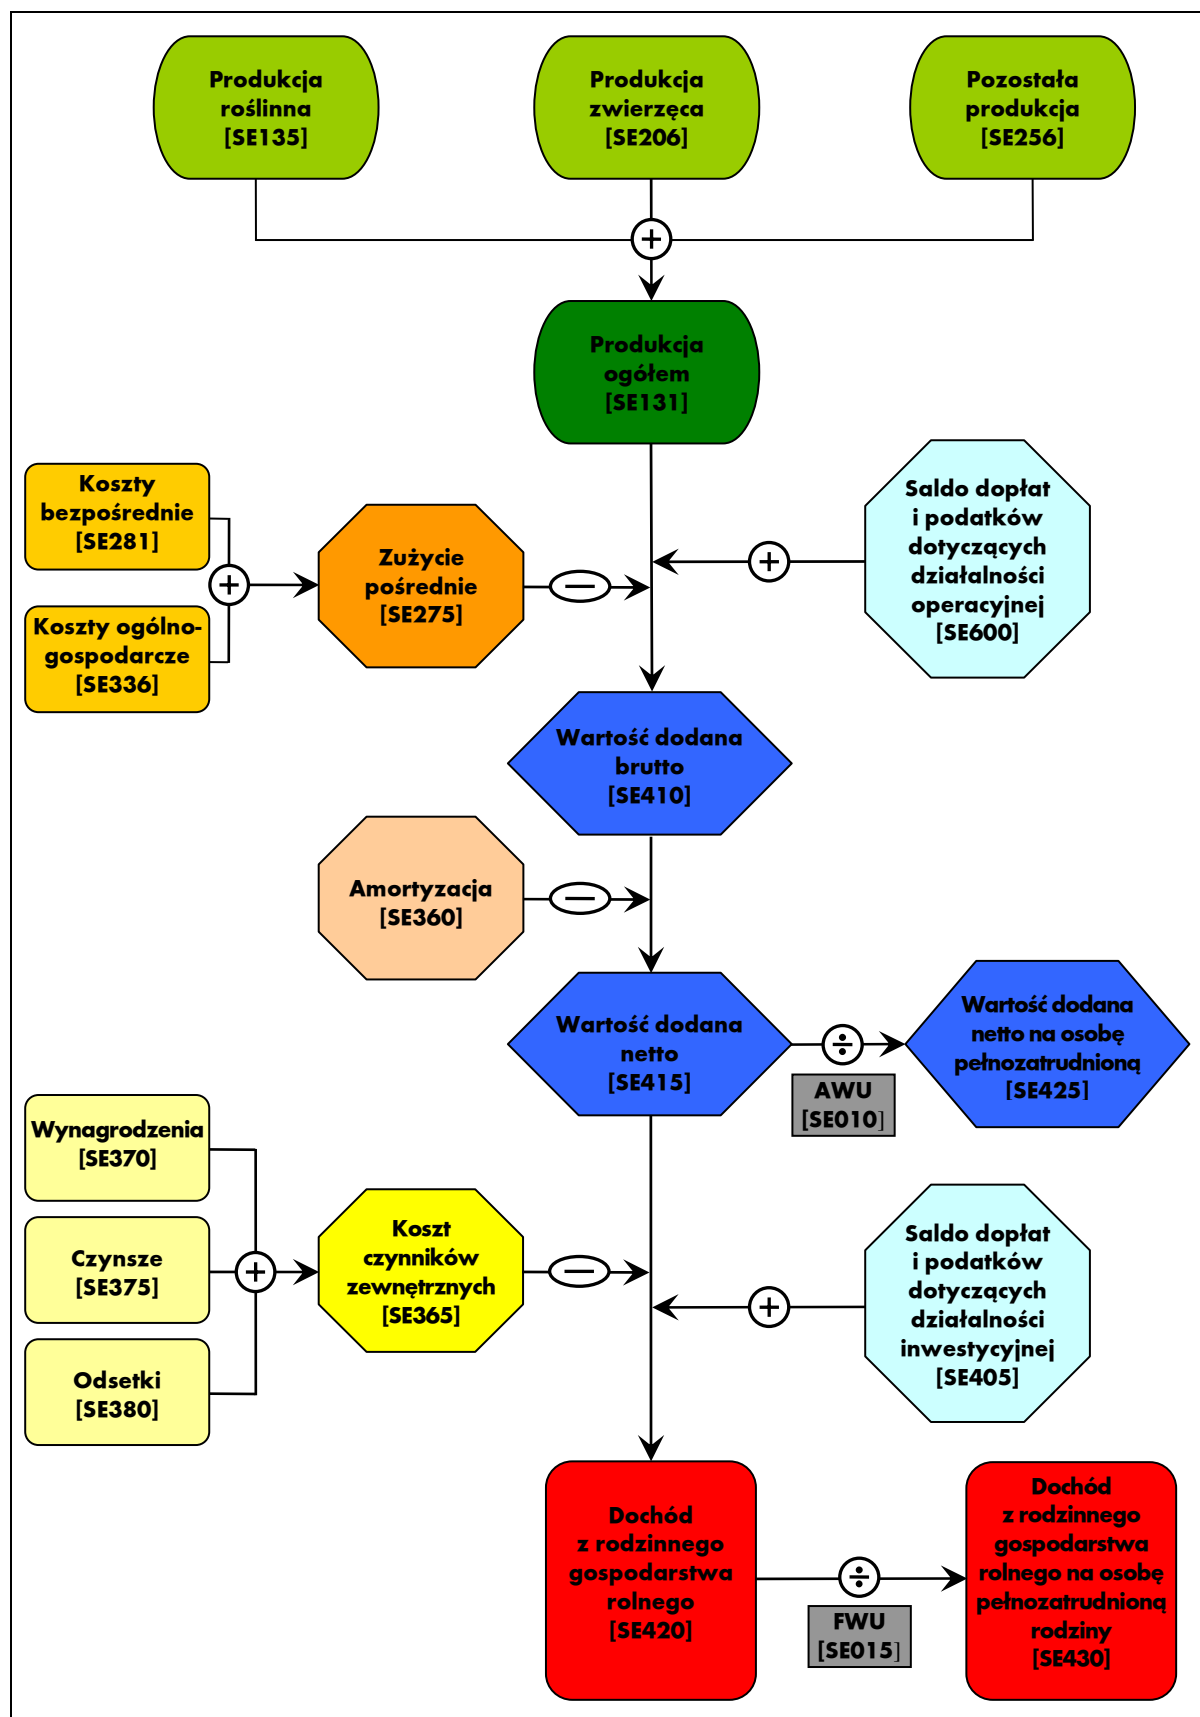 Produkcja
roślinna
[SE135]
Produkcja
zwierzęca
[SE206]
Pozostała
produkcja
[SE256]
+
Produkcja
ogółem
[SE131]
Koszty
bezpośrednie
[SE281]
+
Koszty ogólno-
gospodarcze
[SE336]
Zużycie
pośrednie
[SE275]
−
+
Saldo dopłat
i podatków
dotyczących
działalności
operacyjnej
[SE600]
Wartość dodana
brutto
[SE410]
Amortyzacja
[SE360]
−
Wartość dodana
netto
[SE415]
÷
AWU
[SE010]
Wartość dodana
netto na osobę
pełnozatrudnioną
[SE425]
Wynagrodzenia
[SE370]
Czynsze
[SE375]
+
Odsetki
[SE380]
Koszt
czynników
zewnętrznych
[SE365]
−
+
Saldo dopłat
i podatków
dotyczących
działalności
inwestycyjnej
[SE405]
Dochód
z rodzinnego
gospodarstwa
rolnego
[SE420]
÷
FWU
[SE015]
Dochód
z rodzinnego
gospodarstwa
rolnego na osobę
pełnozatrudnioną
rodziny
[SE430]